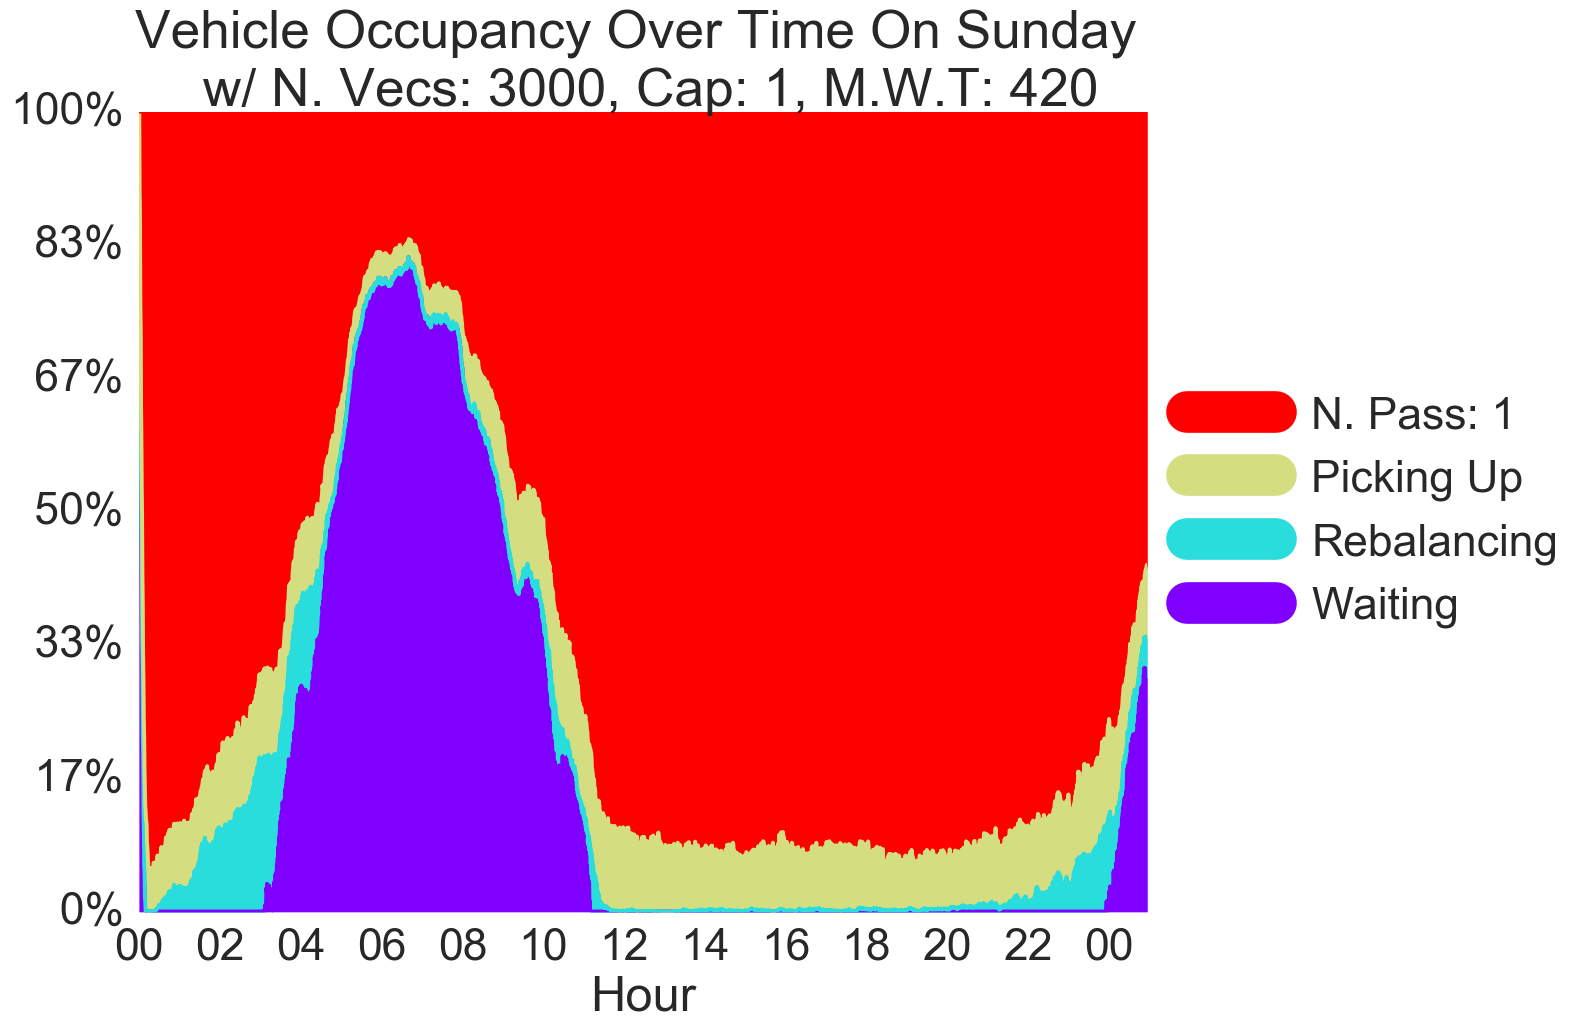 Vehicle Occupancy Over Time On Sunday
w/ N. Vecs: 3000, Cap: 1, M.W.T: 420
100%
83%
67%
50%
33%
17%
0%
00 02 04 06 08 10 12 14 16 18 20 22 00
Hour
N. Pass: 1
Picking Up
Rebalancing
Waiting